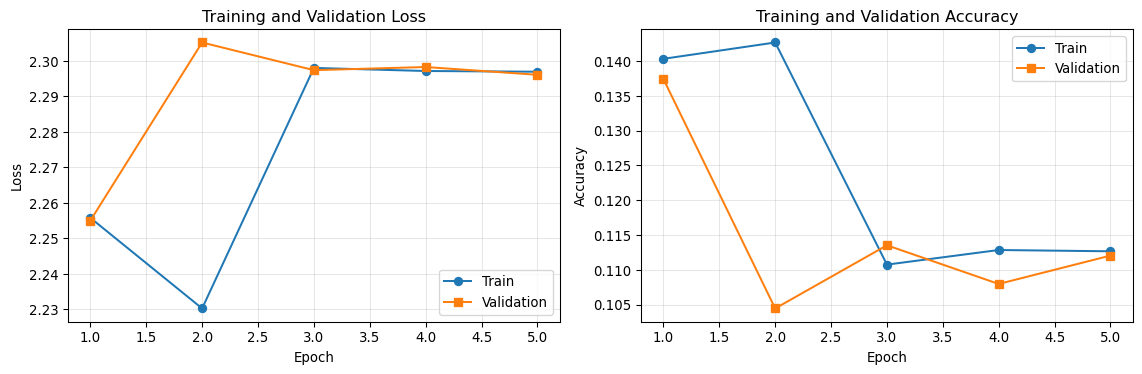 Training and Validation Loss
Loss
2.30
2.29
2.28
2.27
2.26
2.25
2.24
2.23
1.0 1.5 2.0 2.5 3.0 3.5 4.0 4.5 5.0
Epoch
Train
Validation
Training and Validation Accuracy
Accuracy
0.140
0.135
0.130
0.125
0.120
0.115
0.110
0.105
1.0 1.5 2.0 2.5 3.0 3.5 4.0 4.5 5.0
Epoch
Train
Validation